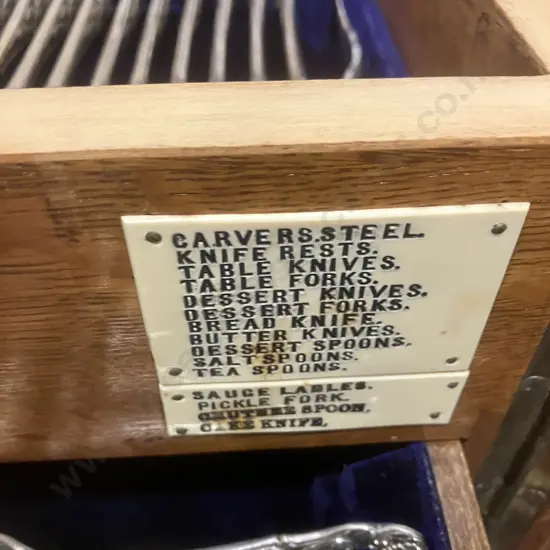 CARVERS.STEEL.
KNIFE RESTS.
TABLE KNIVES.
TABLE FORKS.
DESSERT KNIVES.
DESSERT FORKS.
BREAD KNIFE.
BUTTER KNIVES.
DESSERT SPOONS.
SALT SPOONS.
TEA SPOONS.
SAUCE LADLES.
PICKLE FORK.
SPOON,
CAKE KNIFE,